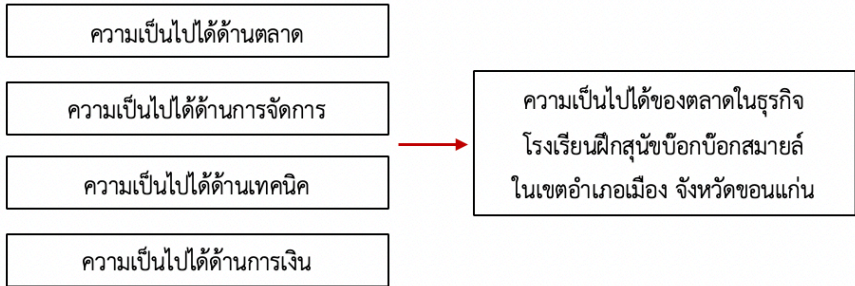 ความเป็นไปได้ด้านตลาด
ความเป็นไปได้ด้านการจัดการ
ความเป็นไปได้ด้านเทคนิค
ความเป็นไปได้ด้านการเงิน
ความเป็นไปได้ของตลาดในธุรกิจ
โรงเรียนฝึกสุนัขบ๊อกบ๊อกสมายล์
ในเขตอำเภอเมือง จังหวัดขอนแก่น